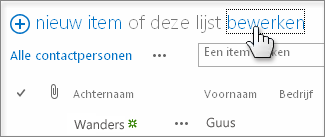 nieuw item of deze lijst bewerken
Alle contactpersonen ••• Een item
Achternaam Voornaam Bedrijf
Wanders ••• Guus